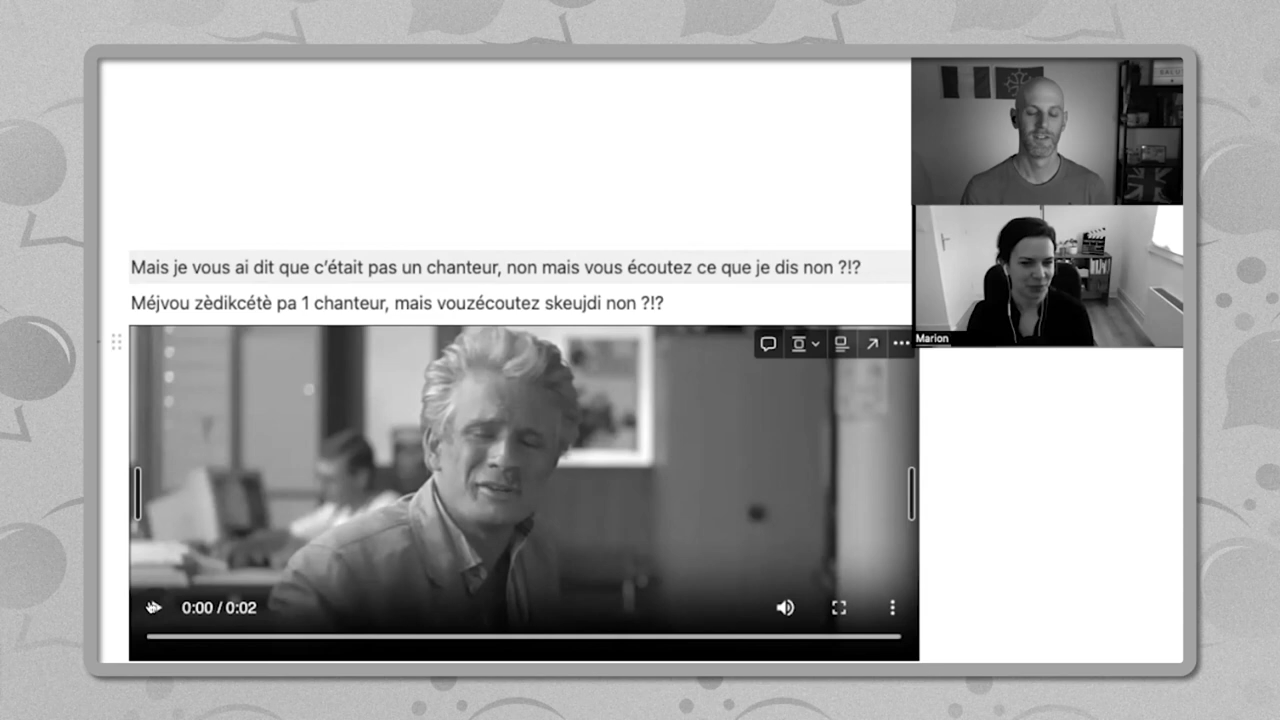 Mais je vous ai dit que c’était pas un chanteur, non mais vous écoutez ce que je dis non ?!?
Méjvou zèdikcétè pa 1 chanteur, mais vouzécoutez skeujdi non ?!?
Marion
0:00 / 0:02